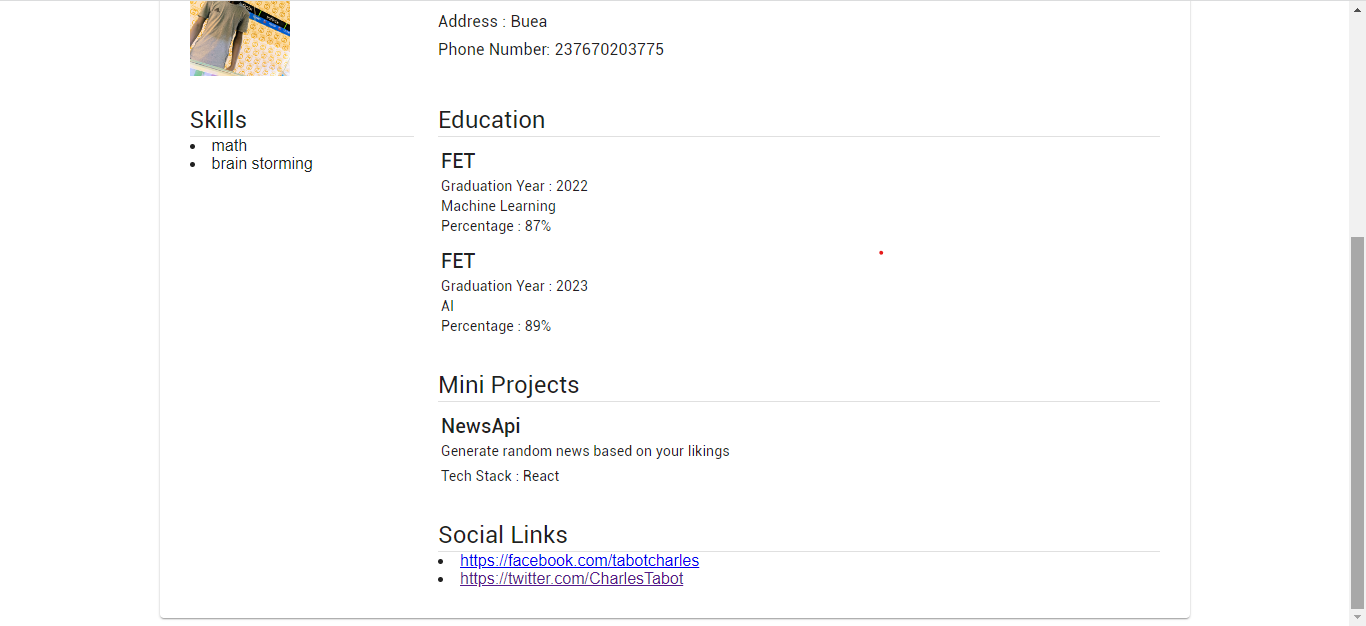 Address : Buea
Phone Number: 237670203775
Skills
math
brain storming
Education
FET
Graduation Year : 2022
Machine Learning
Percentage : 87%
FET
Graduation Year : 2023
AI
Percentage : 89%
Mini Projects
NewsApi
Generate random news based on your likings
Tech Stack : React
Social Links
https://facebook.com/tabotcharles
https://twitter.com/CharlesTabot